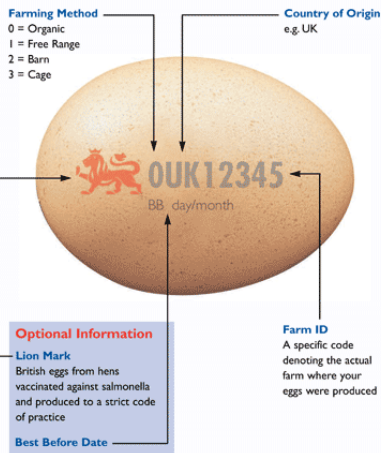 Farming Method
0 = Organic
1 = Free Range
2 = Barn
3 = Cage
Country of Origin
e.g. UK
0UK12345
BB day/month
Optional Information
Lion Mark
British eggs from hens
vaccinated against salmonella
and produced to a strict code
of practice
Best Before Date
Farm ID
A specific code
denoting the actual
farm where your
eggs were produced